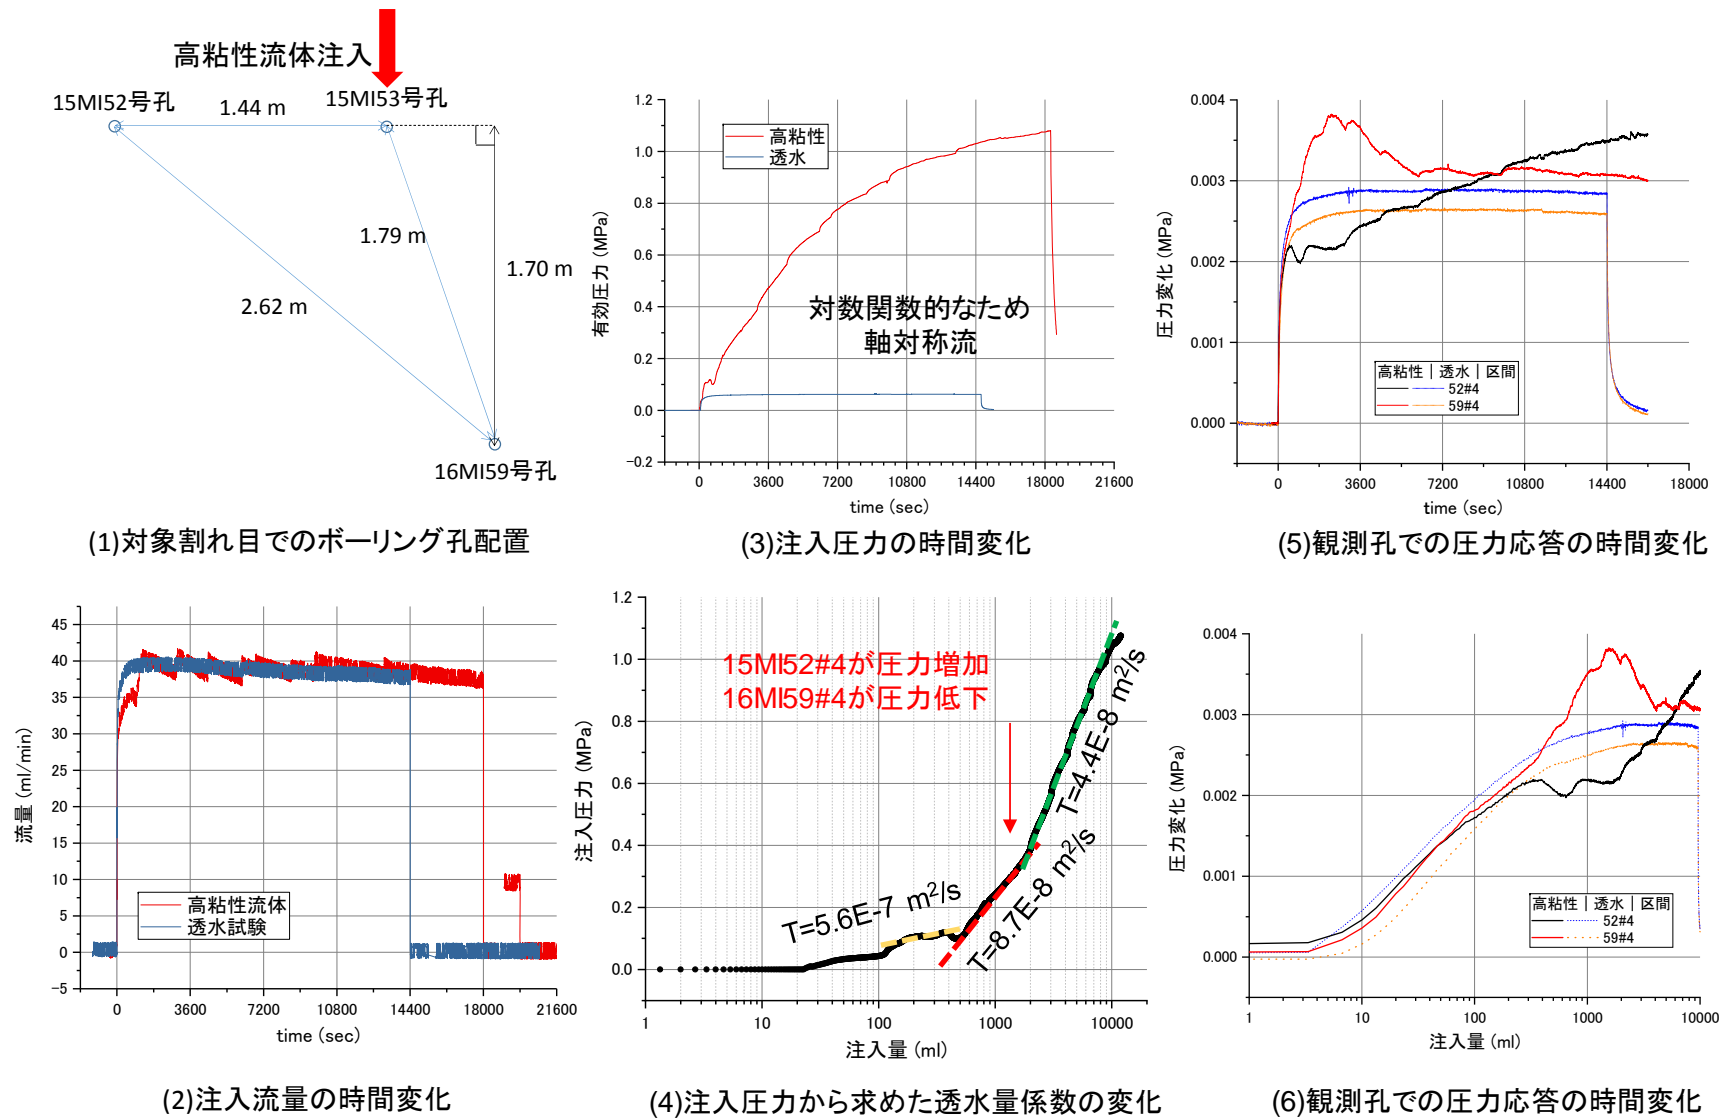 高粘性流体注入
15MI52号孔
15MI53号孔
1.44 m
1.79 m
1.70 m
2.62 m
16MI59号孔
(1)対象割れ目でのボーリング孔配置
45
40
35
30
25
20
15
10
5
0
-5
流量 (ml/min)
高粘性流体
透水試験
0 3600 7200 10800 14400 18000 21600
time (sec)
(2)注入流量の時間変化
1.2
1.0
0.8
0.6
0.4
0.2
0.0
-0.2
有効圧力 (MPa)
高粘性
透水
対数関数的なため
軸対称流
0 3600 7200 10800 14400 18000 21600
time (sec)
(3)注入圧力の時間変化
1.2
1.0
0.8
0.6
0.4
0.2
0.0
注入圧力 (MPa)
15MI52#4が圧力増加
16MI59#4が圧力低下
T=5.6E-7 m²/s
T=8.7E-8 m²/s
T=4.4E-8 m²/s
1 10 100 1000 10000
注入量 (ml)
(4)注入圧力から求めた透水量係数の変化
0.004
0.003
0.002
0.001
0.000
圧力変化 (MPa)
高粘性 | 透水 | 区間
52#4
59#4
0 3600 7200 10800 14400 18000
time (sec)
(5)観測孔での圧力応答の時間変化
0.004
0.003
0.002
0.001
0.000
圧力変化 (MPa)
高粘性 | 透水 | 区間
52#4
59#4
1 10 100 1000 10000
注入量 (ml)
(6)観測孔での圧力応答の時間変化